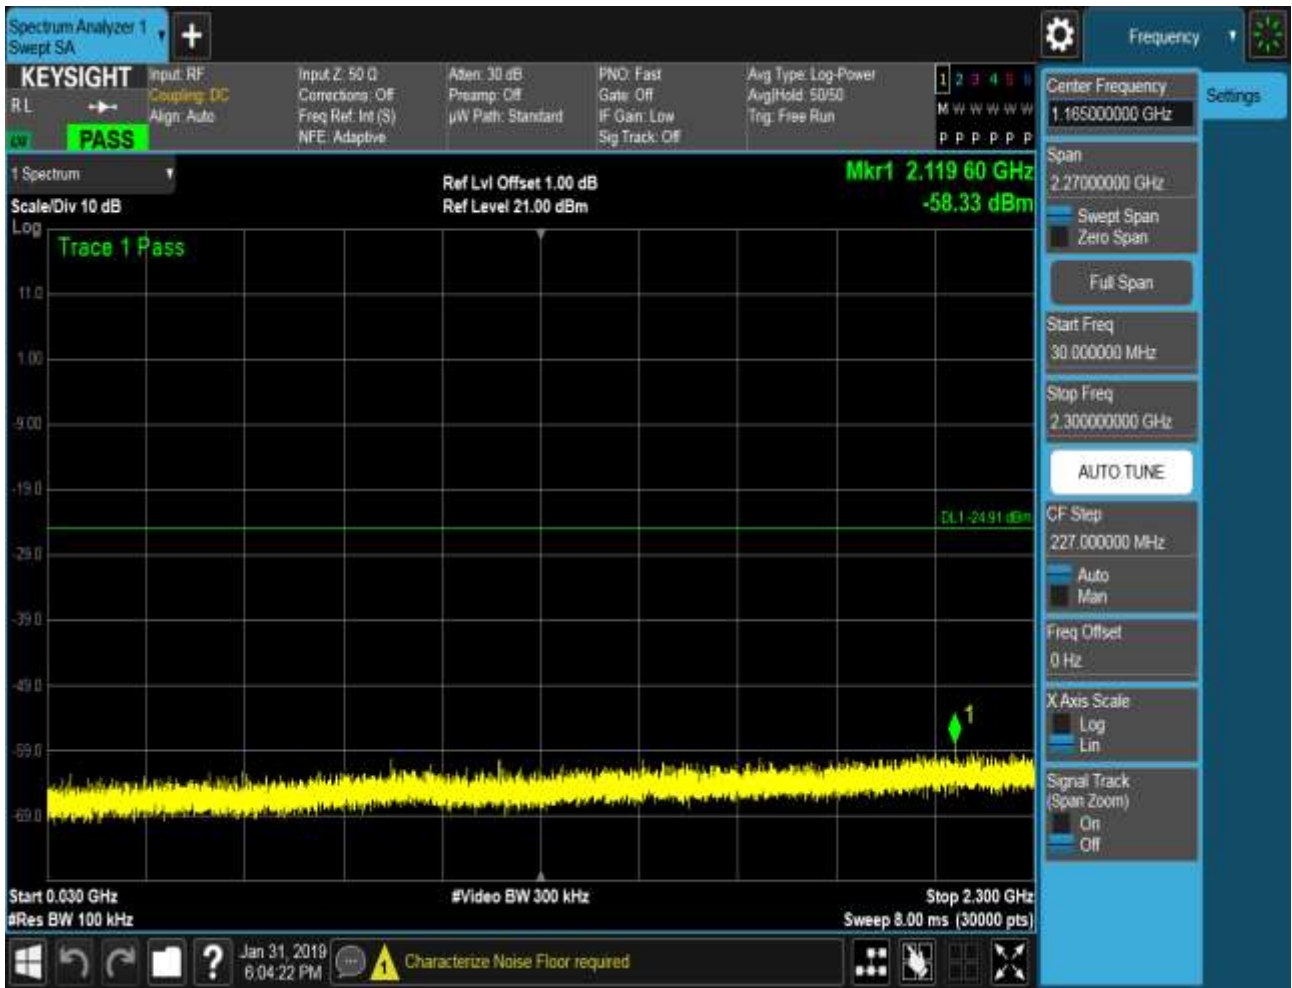 Spectrum Analyzer 1
Swept SA
Frequency
KEYSIGHT
R L
PASS
Input: RF
Coupling: DC
Align: Auto
Input Z: 50 Ω
Corrections: Off
Freq Ref: Int (S)
NFE: Adaptive
Atten: 30 dB
Preamp: Off
µW Path: Standard
PNO: Fast
Gate: Off
IF Gain: Low
Sig Track: Off
Avg Type: Log-Power
Avg|Hold: 50/50
Trig: Free Run
1 2 3 4 5 6
M W W W W W
P P P P P P
1 Spectrum
Scale/Div 10 dB
Ref Lvl Offset 1.00 dB
Ref Level 21.00 dBm
Mkr1 2.119 60 GHz
-58.33 dBm
Log
Trace 1 Pass
11.0
1.00
-9.00
-19.0
DL1 -24.91 dBm
-29.0
-39.0
-49.0
1
-59.0
-69.0
Start 0.030 GHz
#Res BW 100 kHz
#Video BW 300 kHz
Stop 2.300 GHz
Sweep 8.00 ms (30000 pts)
Center Frequency
1.165000000 GHz
Settings
Span
2.27000000 GHz
Swept Span
Zero Span
Full Span
Start Freq
30.000000 MHz
Stop Freq
2.300000000 GHz
AUTO TUNE
CF Step
227.000000 MHz
Auto
Man
Freq Offset
0 Hz
X Axis Scale
Log
Lin
Signal Track
(Span Zoom)
On
Off
?
Jan 31, 2019
6:04:22 PM
1
Characterize Noise Floor required